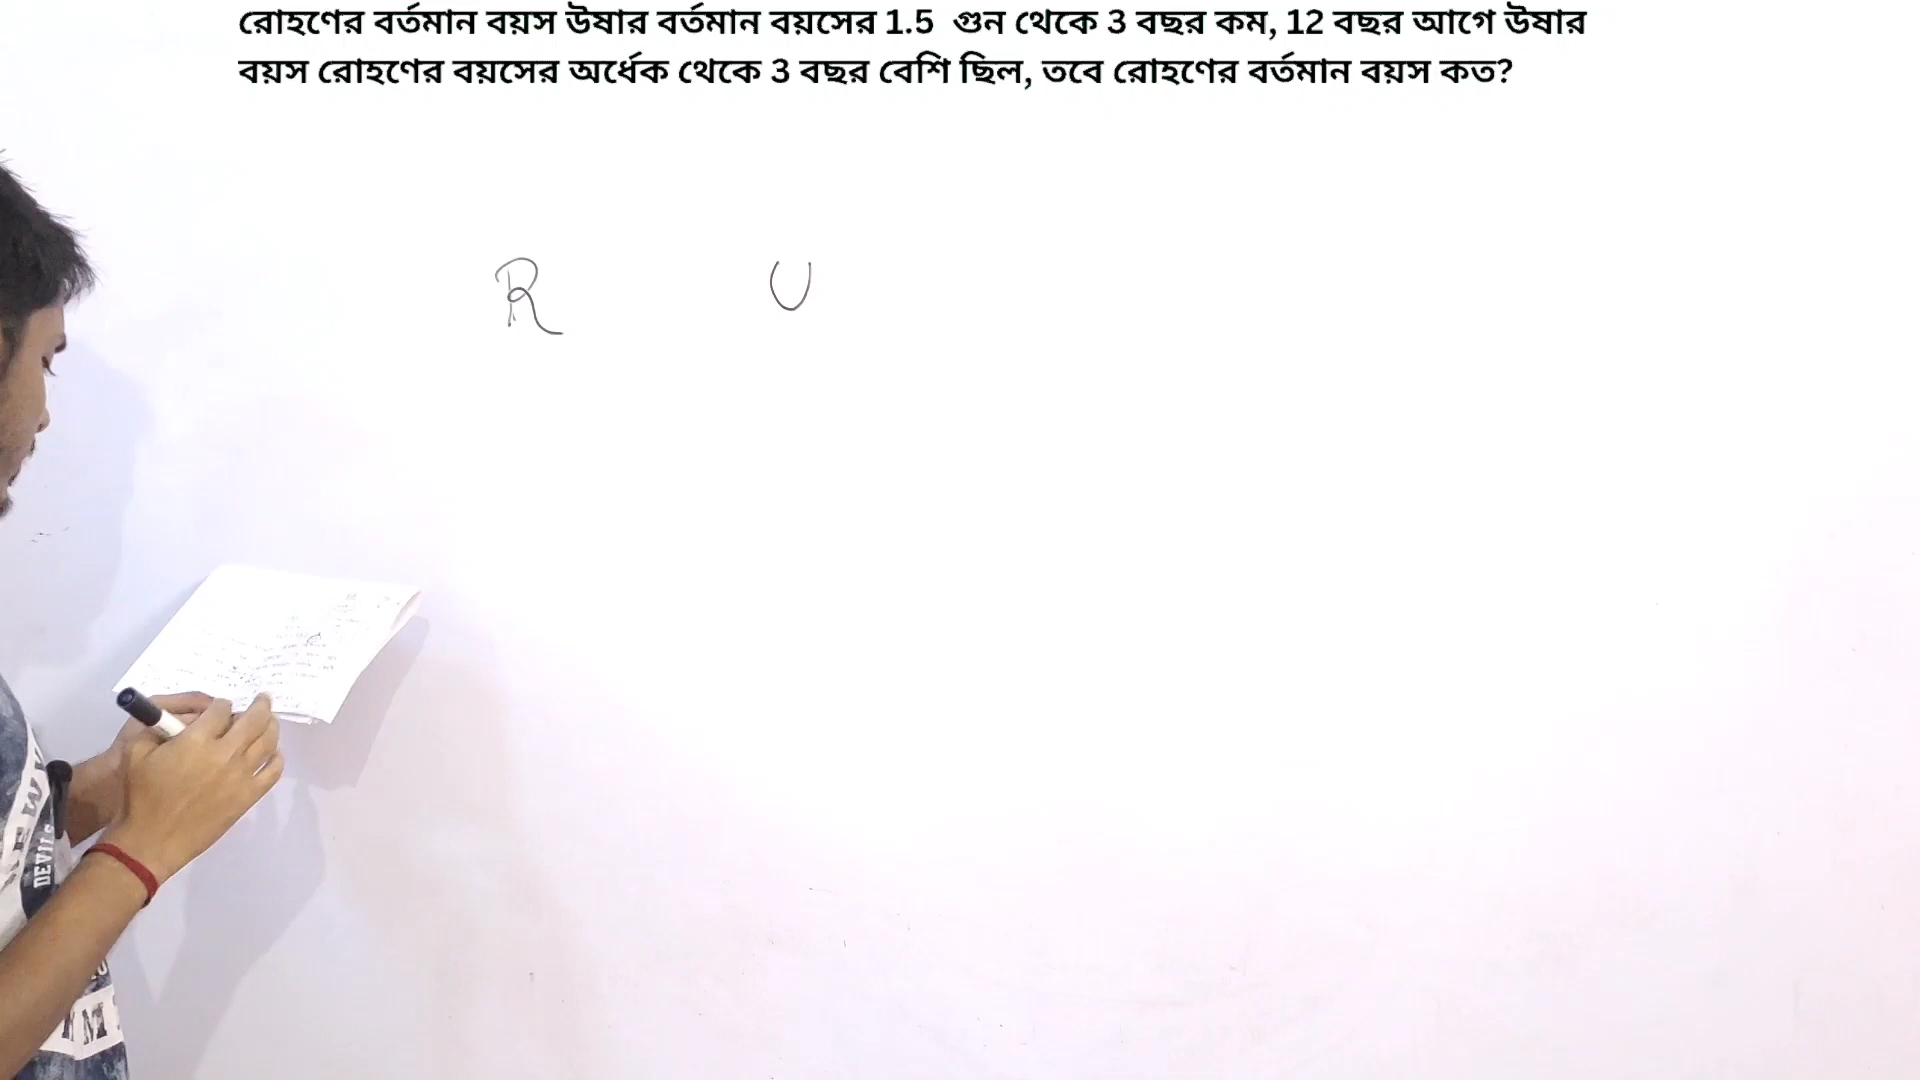 রোহণের বর্তমান বয়স উষার বর্তমান বয়সের 1.5 গুন থেকে 3 বছর কম, 12 বছর আগে উষার
বয়স রোহণের বয়সের অর্ধেক থেকে 3 বছর বেশি ছিল, তবে রোহণের বর্তমান বয়স কত?
R U
DEVILS